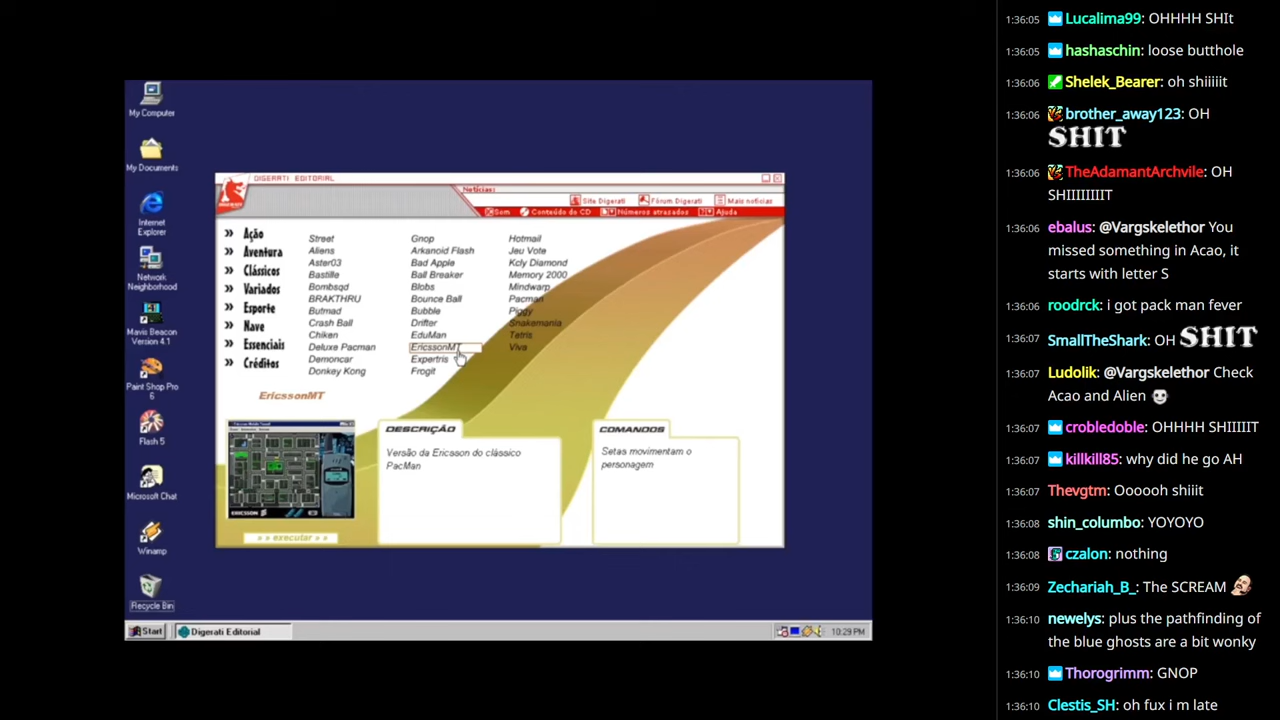 My Computer
My Documents
Internet
Explorer
Network
Neighborhood
Mavis Beacon
Version 4.1
Paint Shop Pro
6
Flash 5
Microsoft Chat
Winamp
Recycle Bin
DIGERATI EDITORIAL
Notícias:
Site Digerati
Fórum Digerati
Mais notícias
Som
Conteúdo do CD
Números atrasados
Ajuda
» Ação
» Aventura
» Clássicos
» Variados
» Esporte
» Nave
» Essenciais
» Créditos
Street
Aliens
Aster03
Bastille
Bombsqd
BRAKTHRU
Butmad
Crash Ball
Chiken
Deluxe Pacman
Demoncar
Donkey Kong
Gnop
Arkanoid Flash
Bad Apple
Ball Breaker
Blobs
Bounce Ball
Bubble
Drifter
EduMan
EricssonMT
Expertris
Frogit
Hotmail
Jeu Vote
Kcly Diamond
Memory 2000
Mindwarp
Pacman
Piggy
Snakemania
Tetris
Viva
EricssonMT
ERICSSON
» » executar » »
DESCRIÇÃO
Versão da Ericsson do clássico
PacMan
COMANDOS
Setas movimentam o
personagem
Start
Digerati Editorial
10:29 PM
1:36:05 Lucalima99: OHHHH SHIt
1:36:05 hashaschin: loose butthole
1:36:06 Shelek_Bearer: oh shiiiit
1:36:06 brother_away123: OH
SHIT
1:36:06 TheAdamantArchvile: OH
SHIIIIIIIT
1:36:06 ebalus: @Vargskelethor You
missed something in Acao, It
starts with letter S
1:36:06 roodrck: i got pack man fever
1:36:07 SmallTheShark: OH SHIT
1:36:07 Ludolik: @Vargskelethor Check
Acao and Alien
1:36:07 crobledoble: OHHHH SHIIIIIT
1:36:07 killkill85: why did he go AH
1:36:07 Thevgtm: Oooooh shiiit
1:36:08 shin_columbo: YOYOYO
1:36:08 czalon: nothing
1:36:09 Zechariah_B_: The SCREAM
1:36:10 newelys: plus the pathfinding of
the blue ghosts are a bit wonky
1:36:10 Thorogrimm: GNOP
1:36:10 Clestis_SH: oh fux i m late